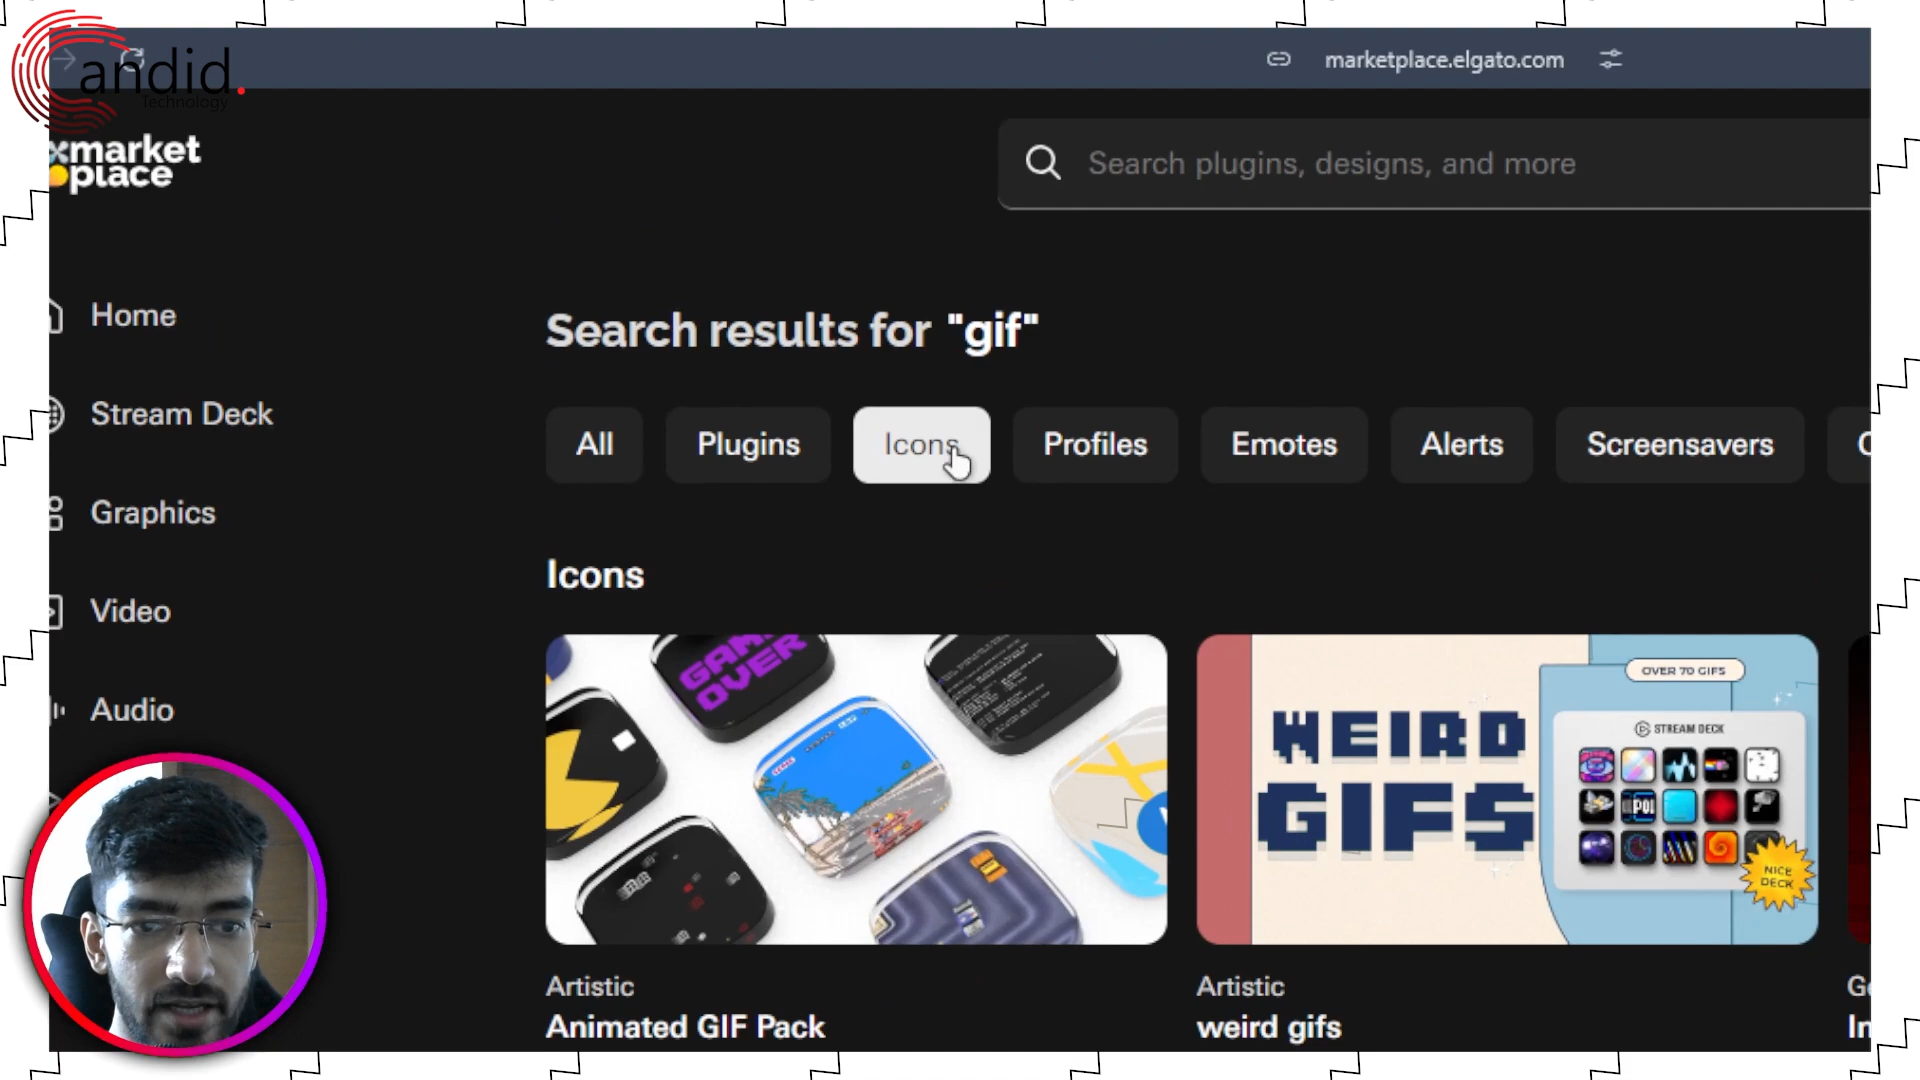 andid.
Technology
marketplace.elgato.com
market
place
Search plugins, designs, and more
Home
Stream Deck
Graphics
Video
Audio
Search results for "gif"
All
Plugins
Icons
Profiles
Emotes
Alerts
Screensavers
Icons
GAME
OVER
OVER 70 GIFS
WEIRD
GIFS
STREAM DECK
NICE
DECK
Artistic
Animated GIF Pack
Artistic
weird gifs